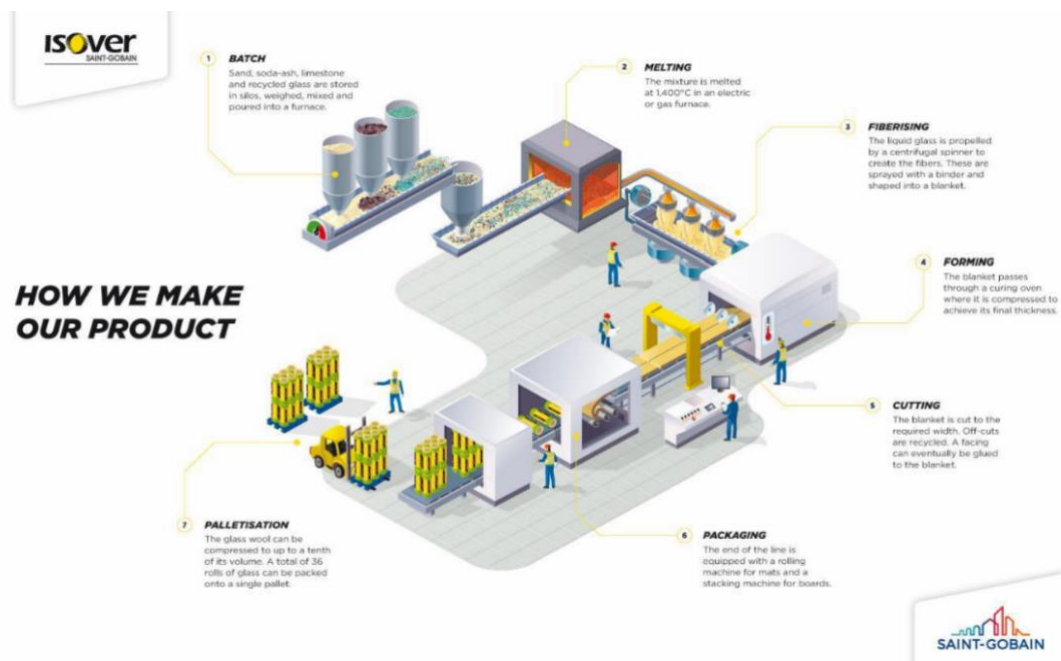 ISOVER
SAINT-GOBAIN
1
BATCH
Sand, soda-ash, limestone
and recycled glass are stored
in silos, weighed, mixed and
poured into a furnace.
2
MELTING
The mixture is melted
at 1,400°C in an electric
or gas furnace.
3
FIBERISING
The liquid glass is propelled
by a centrifugal spinner to
create the fibers. These are
sprayed with a binder and
shaped into a blanket.
4
FORMING
The blanket passes
through a curing oven
where it is compressed to
achieve its final thickness.
HOW WE MAKE
OUR PRODUCT
5
CUTTING
The blanket is cut to the
required width. Off-cuts
are recycled. A facing
can eventually be glued
to the blanket.
6
PACKAGING
The end of the line is
equipped with a rolling
machine for mats and a
stacking machine for boards.
7
PALLETISATION
The glass wool can be
compressed to up to a tenth
of its volume. A total of 36
rolls of glass can be packed
onto a single pallet.
SAINT-GOBAIN